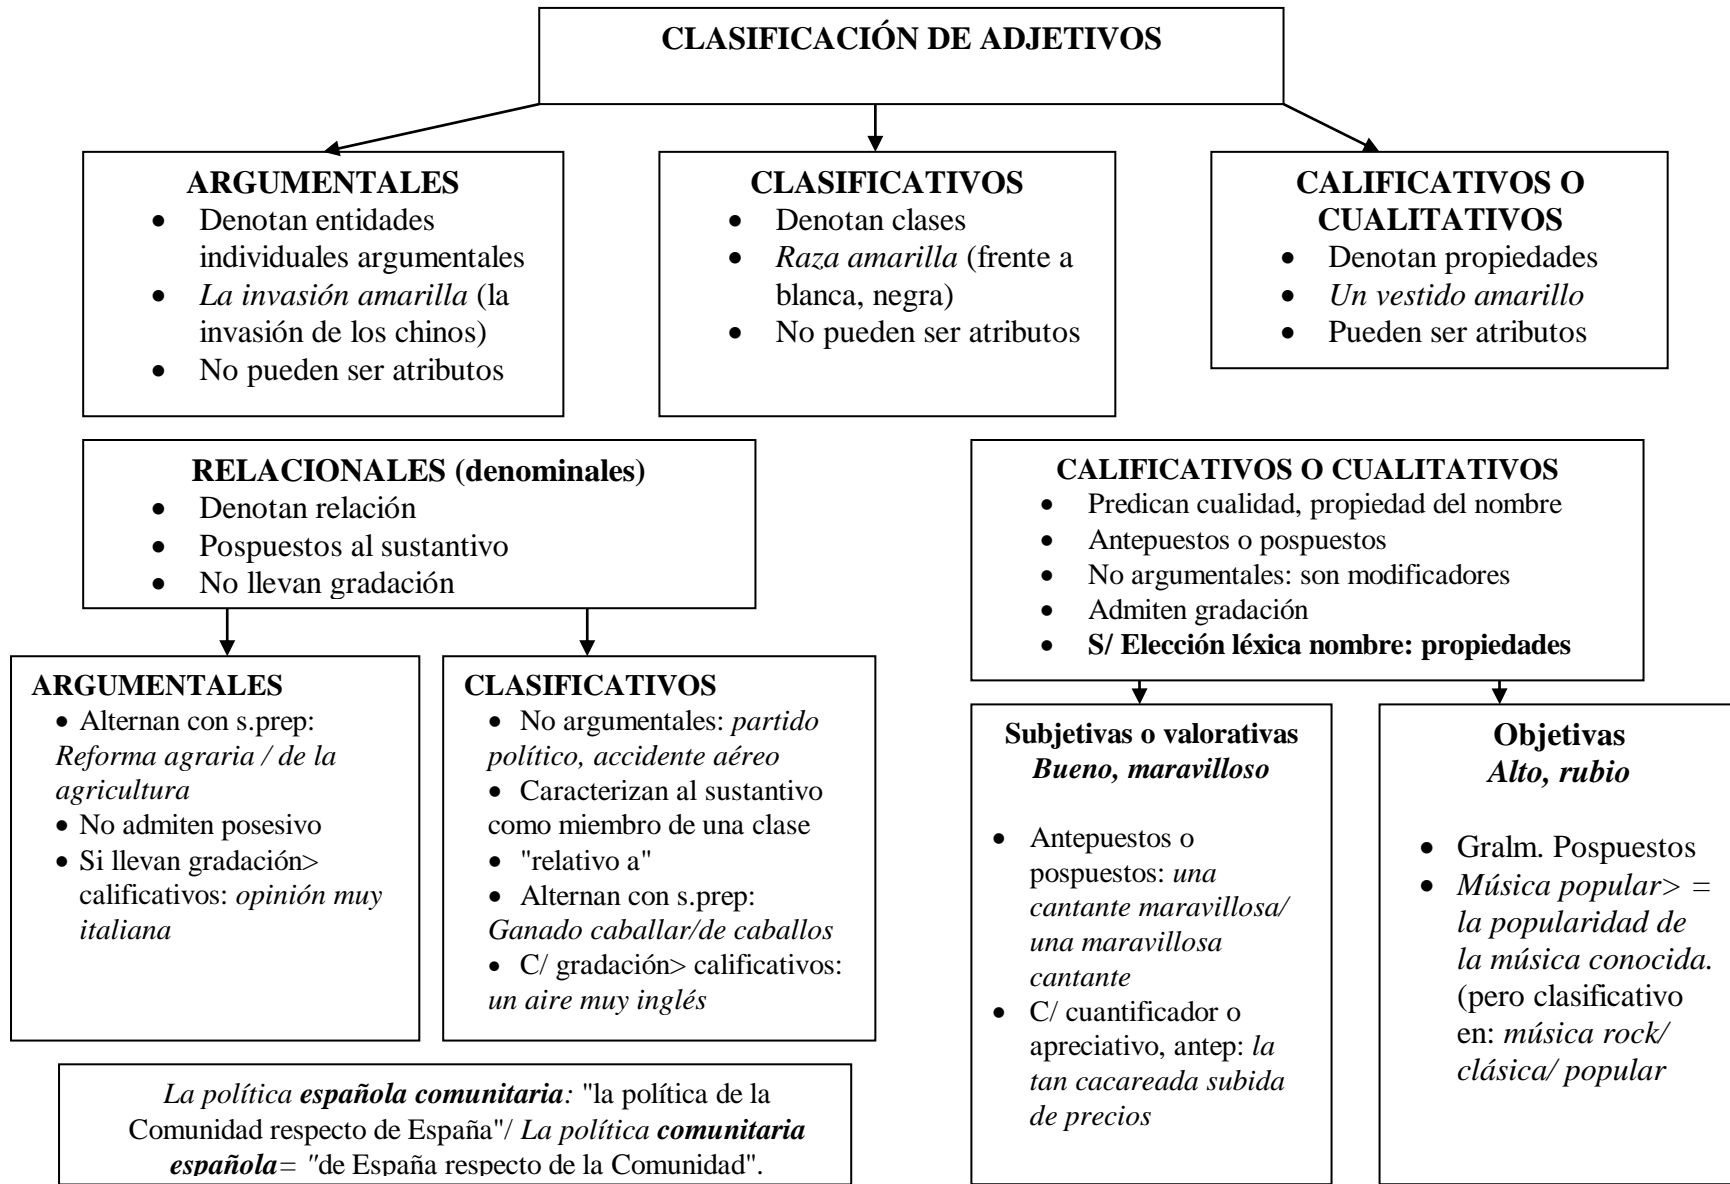 CLASIFICACIÓN DE ADJETIVOS
ARGUMENTALES
• Denotan entidades
individuales argumentales
• La invasión amarilla (la
invasión de los chinos)
• No pueden ser atributos
CLASIFICATIVOS
• Denotan clases
• Raza amarilla (frente a
blanca, negra)
• No pueden ser atributos
CALIFICATIVOS O
CUALITATIVOS
• Denotan propiedades
• Un vestido amarillo
• Pueden ser atributos
RELACIONALES (denominales)
• Denotan relación
• Pospuestos al sustantivo
• No llevan gradación
CALIFICATIVOS O CUALITATIVOS
• Predican cualidad, propiedad del nombre
• Antepuestos o pospuestos
• No argumentales: son modificadores
• Admiten gradación
• S/ Elección léxica nombre: propiedades
ARGUMENTALES
• Alternan con s.prep:
Reforma agraria / de la
agricultura
• No admiten posesivo
• Si llevan gradación>
calificativos: opinión muy
italiana
CLASIFICATIVOS
• No argumentales: partido
político, accidente aéreo
• Caracterizan al sustantivo
como miembro de una clase
• "relativo a"
• Alternan con s.prep:
Ganado caballar/de caballos
• C/ gradación> calificativos:
un aire muy inglés
Subjetivas o valorativas
Bueno, maravilloso
• Antepuestos o
pospuestos: una
cantante maravillosa/
una maravillosa
cantante
• C/ cuantificador o
apreciativo, antep: la
tan cacareada subida
de precios
Objetivas
Alto, rubio
• Gralm. Pospuestos
• Música popular> =
la popularidad de
la música conocida.
(pero clasificativo
en: música rock/
clásica/ popular
La política española comunitaria: "la política de la
Comunidad respecto de España"/ La política comunitaria
española= "de España respecto de la Comunidad".